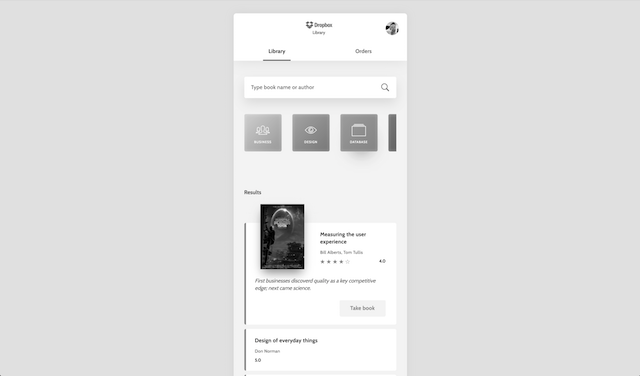 Dropbox
Library
Library
Orders
Type book name or author
BUSINESS
DESIGN
DATABASE
Results
Measuring the user
experience
Bill Alberts, Tom Tullis
4.0
First businesses discoverd quality as a key competitive
edge; next came science.
Take book
Design of everyday things
Don Norman
5.0